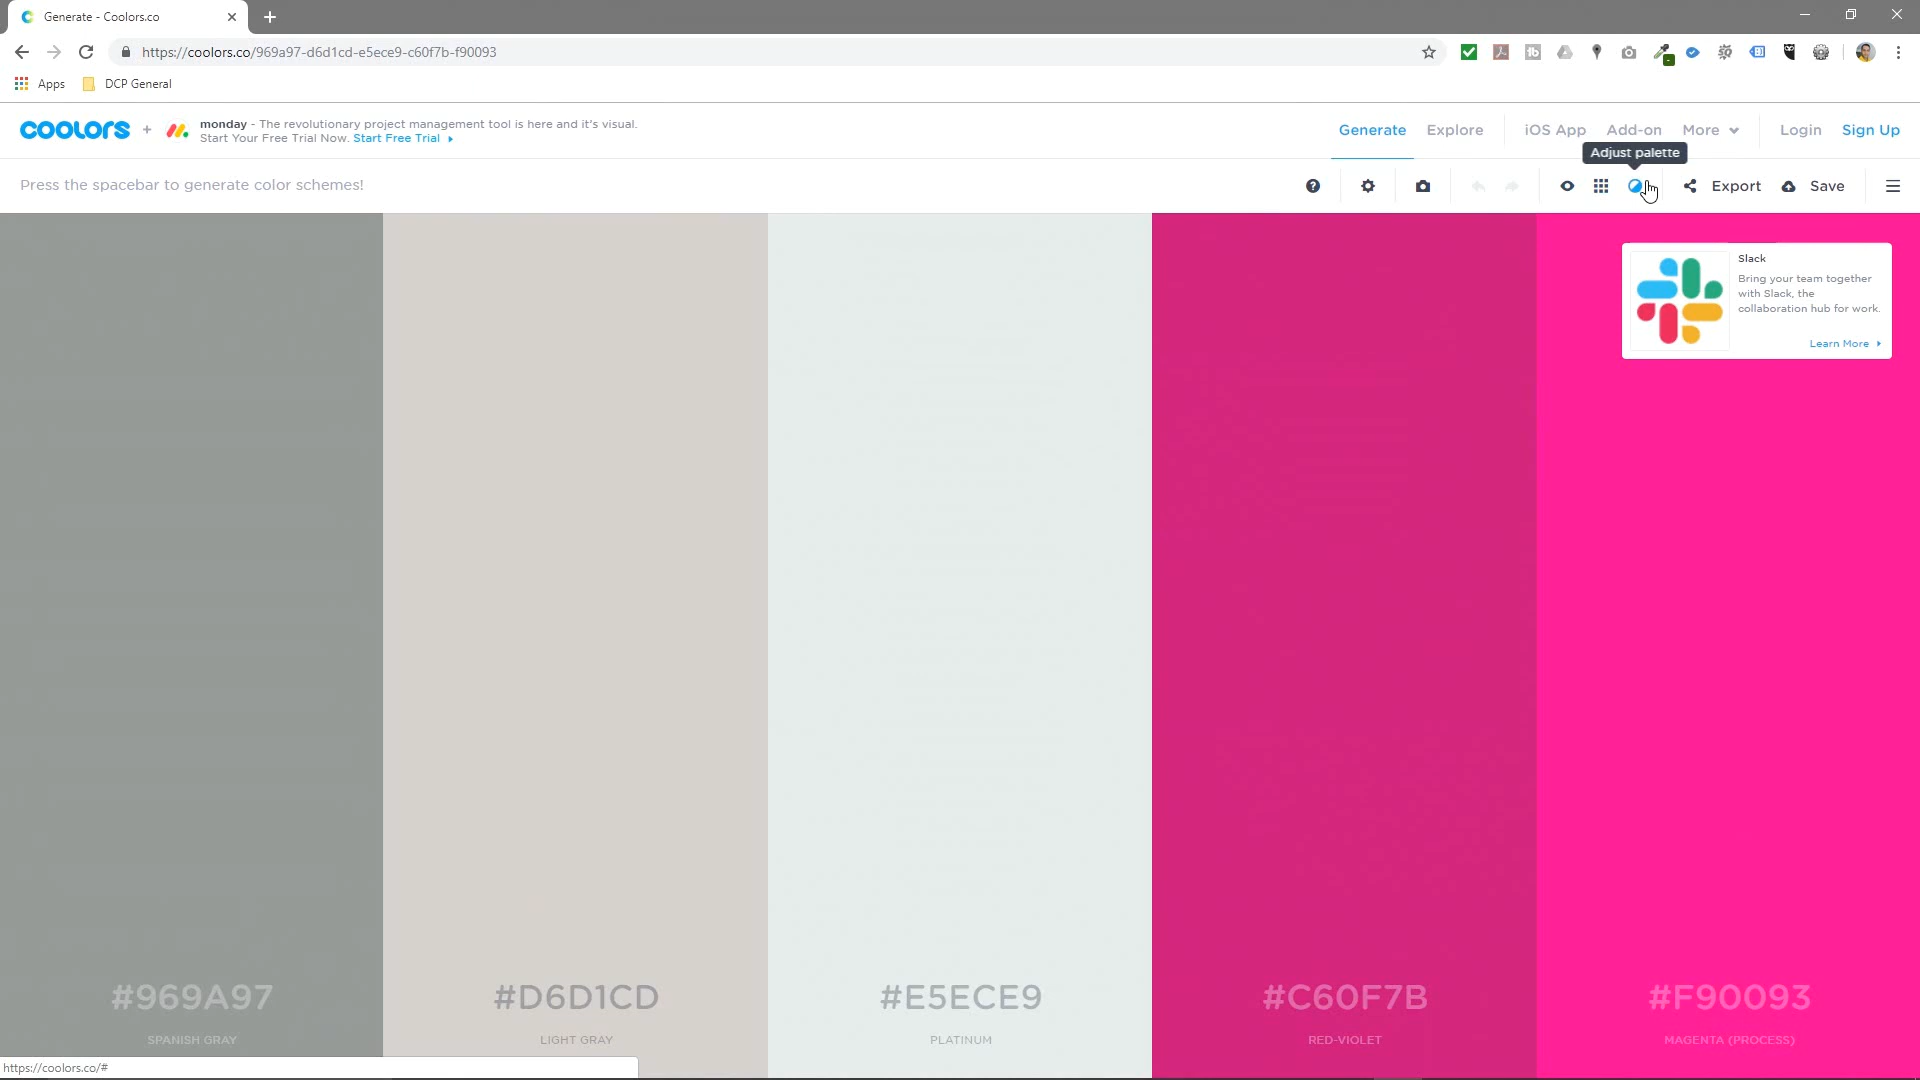 Generate - Coolors.co
https://coolors.co/969a97-d6d1cd-e5ece9-c60f7b-f90093
Apps
DCP General
coolors
+
monday - The revolutionary project management tool is here and it's visual.
Start Your Free Trial Now. Start Free Trial
Generate
Explore
iOS App
Add-on
More
Login
Sign Up
Adjust palette
Press the spacebar to generate color schemes!
Export
Save
Slack
Bring your team together
with Slack, the
collaboration hub for work.
Learn More
#969A97
SPANISH GRAY
#D6D1CD
LIGHT GRAY
#E5ECE9
PLATINUM
#C60F7B
RED-VIOLET
#F90093
MAGENTA (PROCESS)
https://coolors.co/#